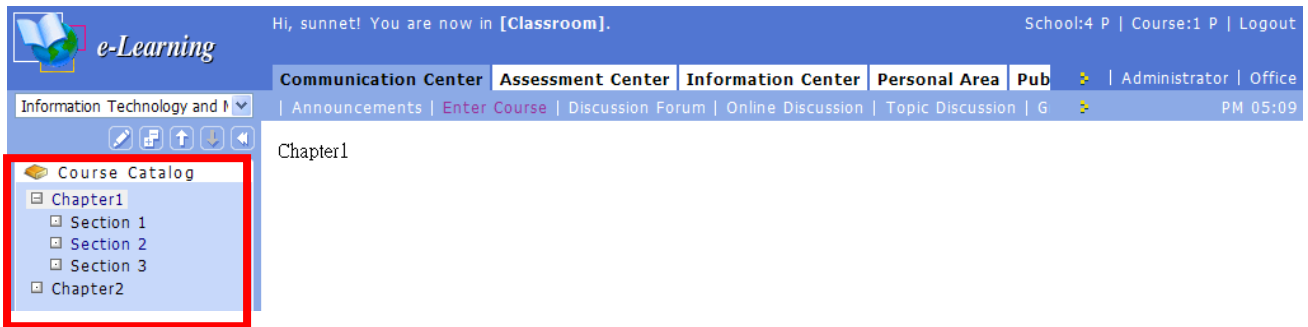 e-Learning
Hi, sunnet! You are now in [Classroom].
School:4 P | Course:1 P | Logout
Communication Center Assessment Center Information Center Personal Area Pub | Administrator | Office
Information Technology and
| Announcements | Enter Course | Discussion Forum | Online Discussion | Topic Discussion | G PM 05:09
Course Catalog
Chapter1
Section 1
Section 2
Section 3
Chapter2
Chapter1